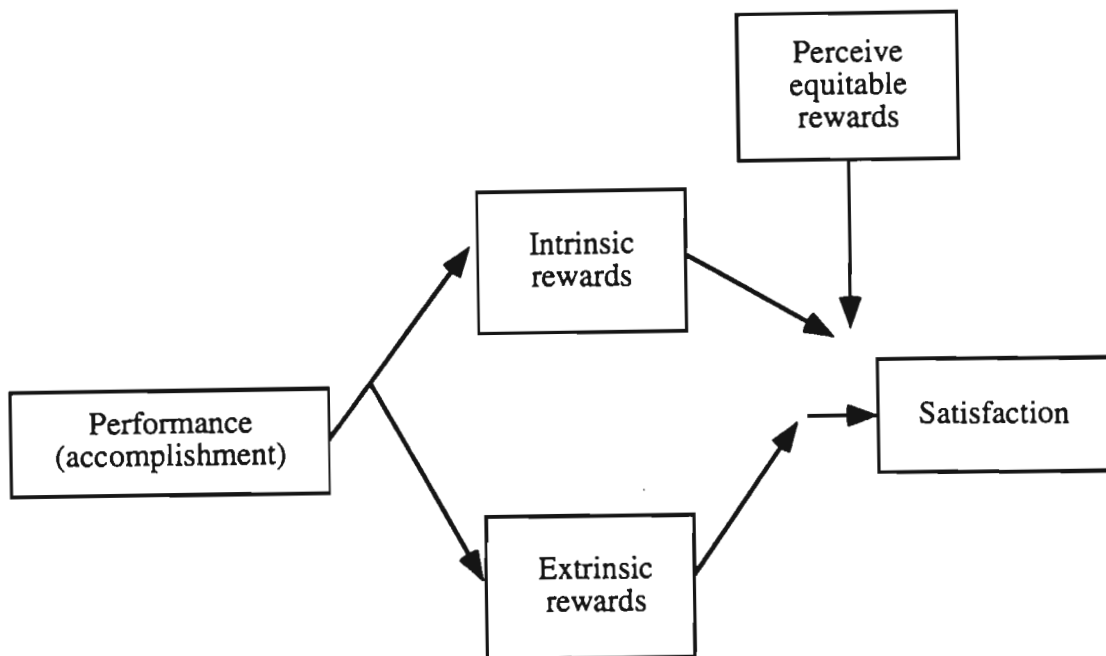 Perceive
equitable
rewards
Intrinsic
rewards
Performance
(accomplishment)
Satisfaction
Extrinsic
rewards